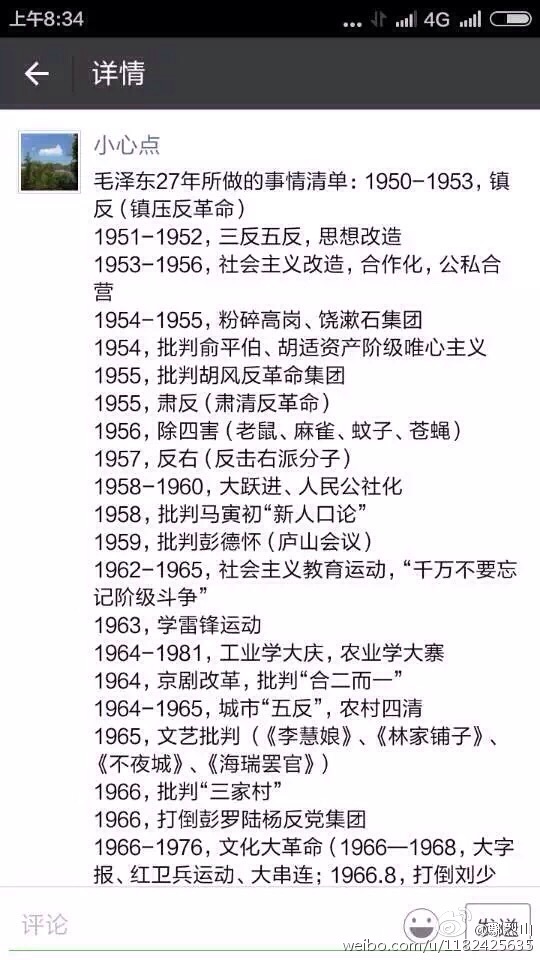 上午8:34
4G
详情
小心点
毛泽东27年所做的事情清单：1950-1953，镇
反（镇压反革命）
1951-1952，三反五反，思想改造
1953-1956，社会主义改造，合作化，公私合
营
1954-1955，粉碎高岗、饶漱石集团
1954，批判俞平伯、胡适资产阶级唯心主义
1955，批判胡风反革命集团
1955，肃反（肃清反革命）
1956，除四害（老鼠、麻雀、蚊子、苍蝇）
1957，反右（反击右派分子）
1958-1960，大跃进、人民公社化
1958，批判马寅初“新人口论”
1959，批判彭德怀（庐山会议）
1962-1965，社会主义教育运动，“千万不要忘
记阶级斗争”
1963，学雷锋运动
1964-1981，工业学大庆，农业学大寨
1964，京剧改革，批判“合二而一”
1964-1965，城市“五反”，农村四清
1965，文艺批判（《李慧娘》、《林家铺子》、
《不夜城》、《海瑞罢官》）
1966，批判“三家村”
1966，打倒彭罗陆杨反党集团
1966-1976，文化大革命（1966—1968，大字
报、红卫兵运动、大串连；1966.8，打倒刘少
评论
发送
weibo.com/u/1182425635